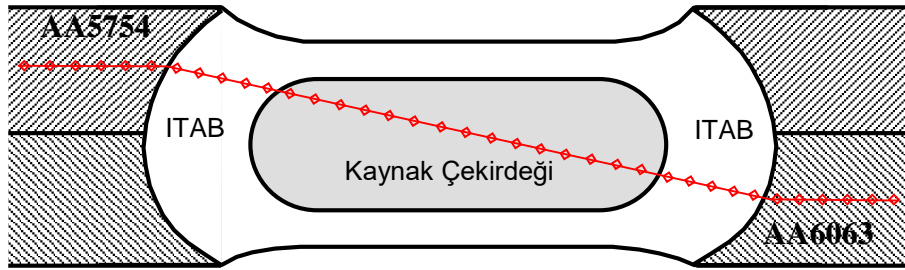 AA5754
ITAB
ITAB
Kaynak Çekirdeği
AA6063